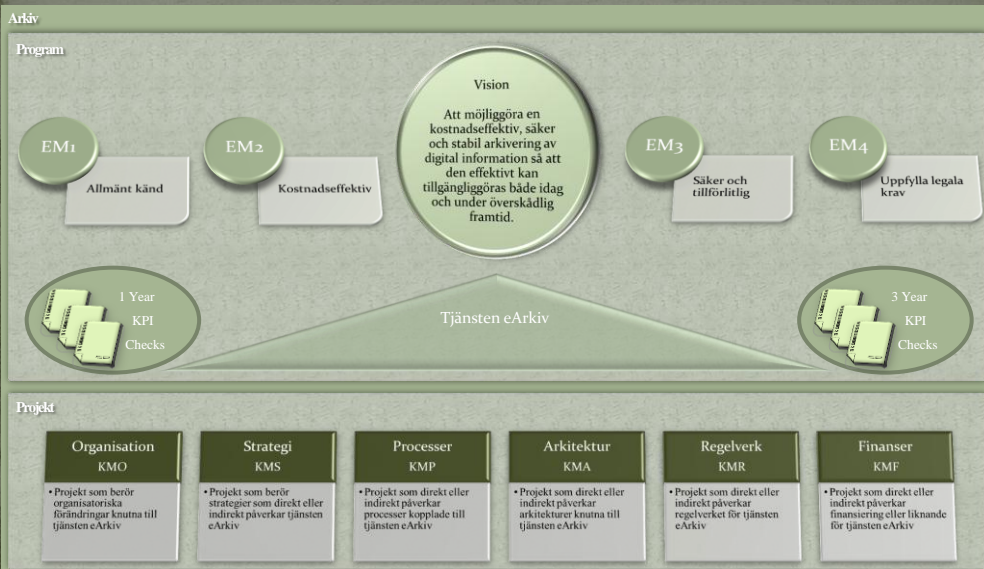 Arkiv
Program
Vision
Att möjliggöra en
kostnadseffektiv, säker
och stabil arkivering av
digital information så att
den effektivt kan
tillgängliggöras både idag
och under överskådlig
framtid.
EM1
Allmänt känd
EM2
Kostnadseffektiv
EM3
Säker och
tillförlitlig
EM4
Uppfylla legala
krav
1 Year
KPI
Checks
Tjänsten eArkiv
3 Year
KPI
Checks
Projekt
Organisation
KMO
• Projekt som berör
organisatoriska
förändringar knutna till
tjänsten eArkiv
Strategi
KMS
• Projekt som berör
strategier som direkt eller
indirekt påverkar tjänsten
eArkiv
Processer
KMP
• Projekt som direkt eller
indirekt påverkar
processer kopplade till
tjänsten eArkiv
Arkitektur
KMA
• Projekt som direkt eller
indirekt påverkar
arkitekturer knutna till
tjänsten eArkiv
Regelverk
KMR
• Projekt som direkt eller
indirekt påverkar
regelverket för tjänsten
eArkiv
Finanser
KMF
• Projekt som direkt eller
indirekt påverkar
finansiering eller liknande
för tjänsten eArkiv